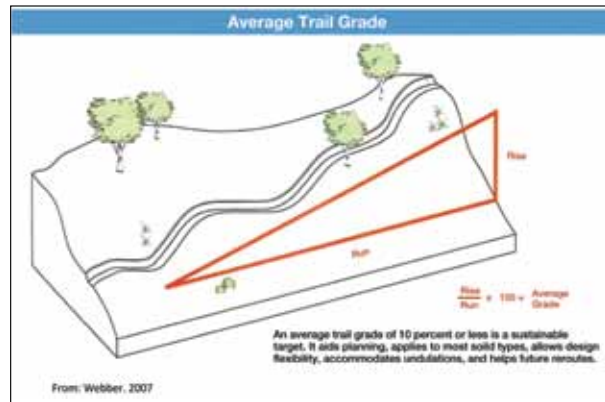 Average Trail Grade
Rise
Run
Rise
Run
x 100 = Average
Grade
An average trail grade of 10 percent or less is a sustainable
target. It aids planning, applies to most soild types, allows design
flexibility, accommodates undulations, and helps future reroutes.
From: Webber. 2007